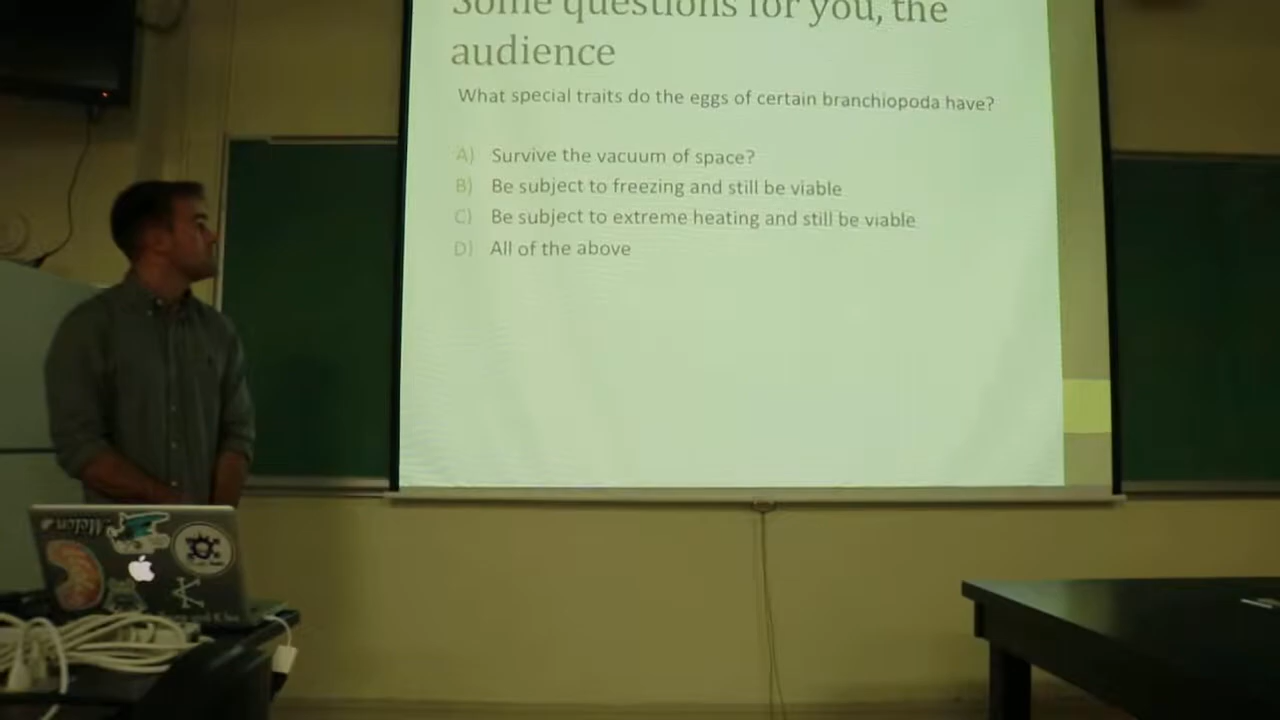 Some questions for you, the
audience
What special traits do the eggs of certain branchiopoda have?
A) Survive the vacuum of space?
B) Be subject to freezing and still be viable
C) Be subject to extreme heating and still be viable
D) All of the above